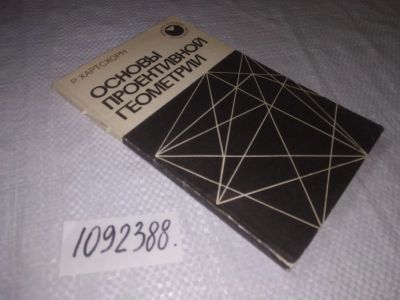 Р. ХАРТСХОРН
ОСНОВЫ
ПРОЕКТИВНОЙ
ГЕОМЕТРИИ
1092388.